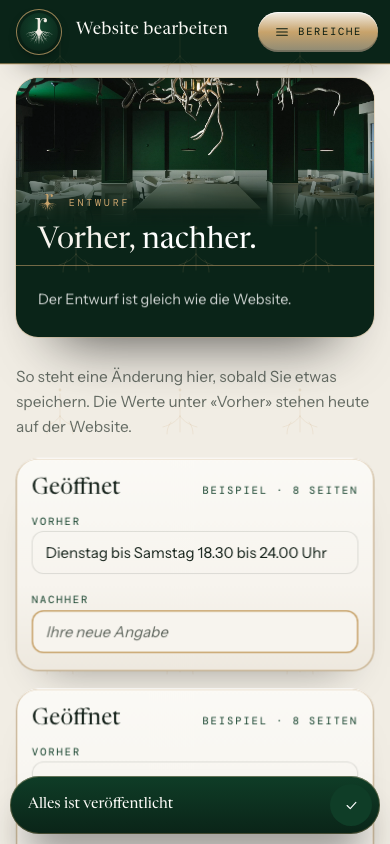 r
Website bearbeiten
BEREICHE
ENTWURF
Vorher, nachher.
Der Entwurf ist gleich wie die Website.
So steht eine Änderung hier, sobald Sie etwas
speichern. Die Werte unter «Vorher» stehen heute
auf der Website.
Geöffnet
BEISPIEL · 8 SEITEN
VORHER
Dienstag bis Samstag 18.30 bis 24.00 Uhr
NACHHER
Ihre neue Angabe
Geöffnet
BEISPIEL · 8 SEITEN
VORHER
Alles ist veröffentlicht